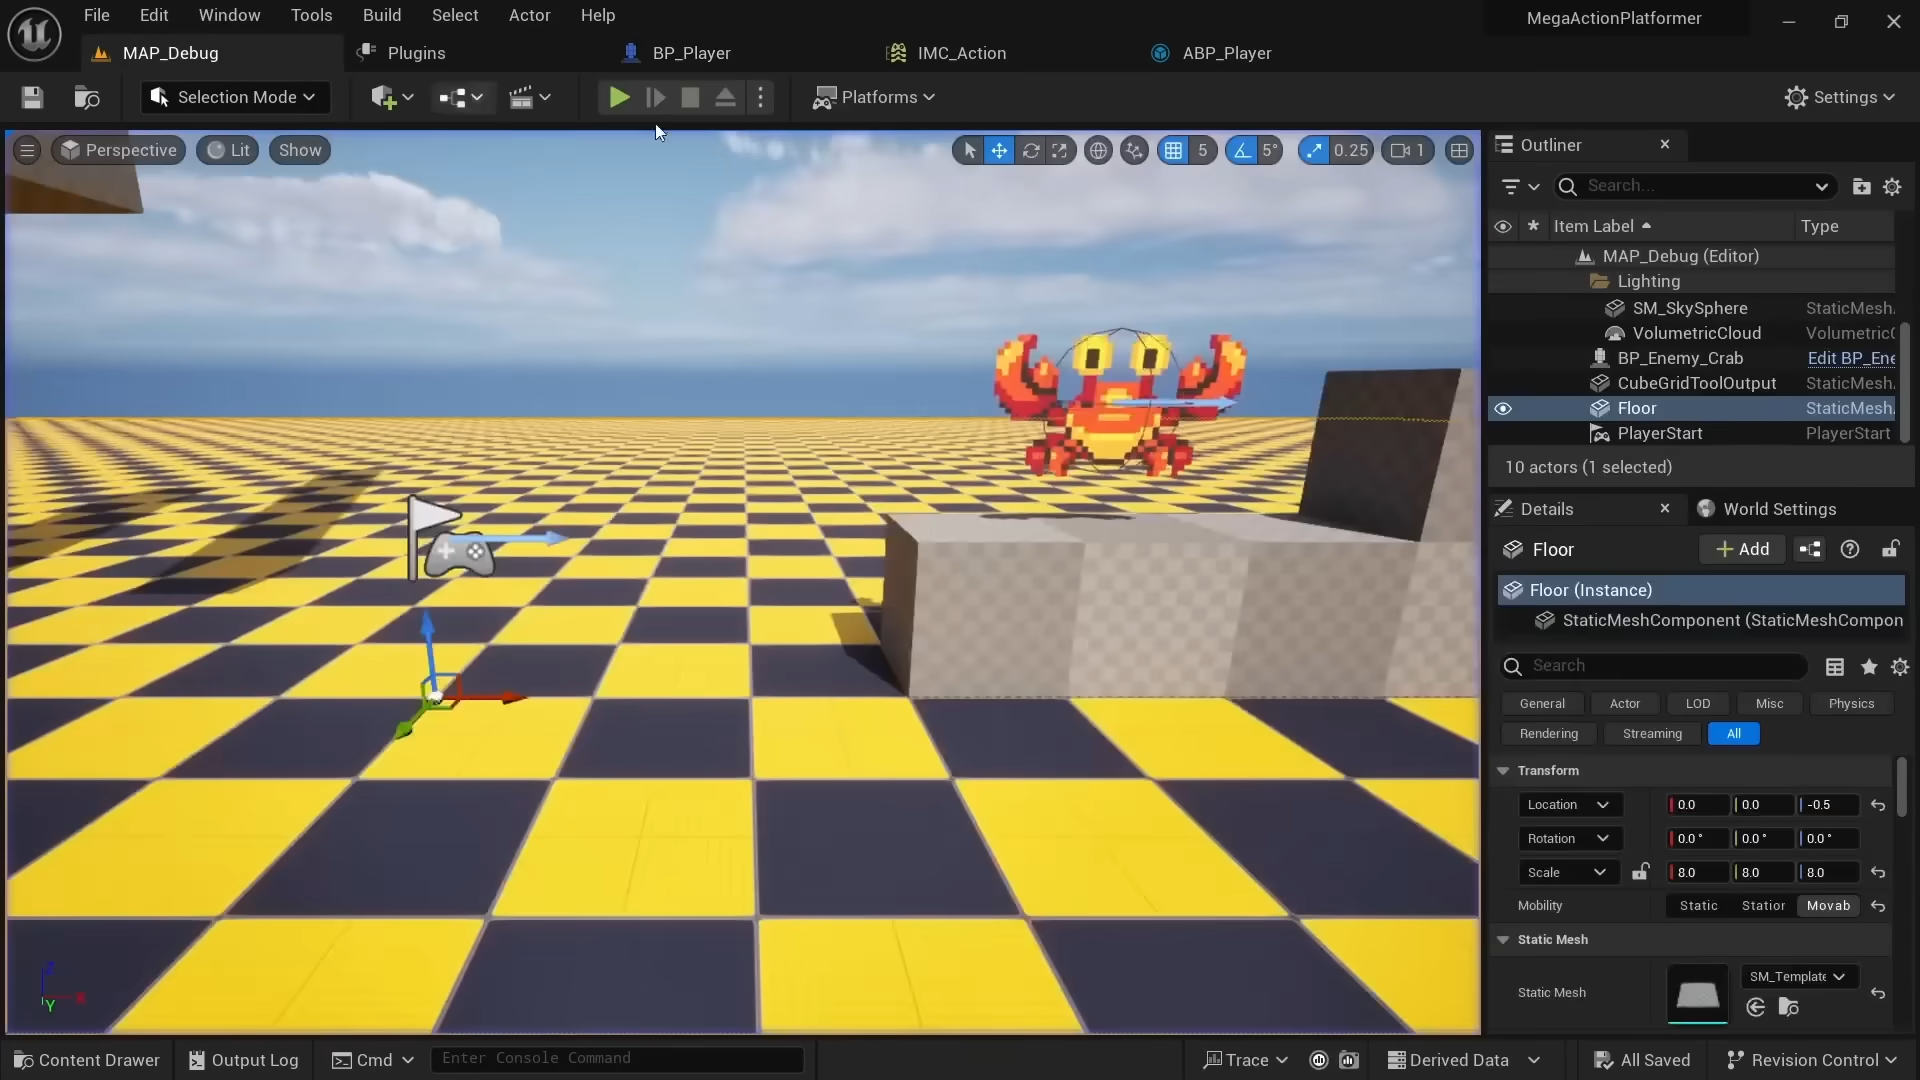 File Edit Window Tools Build Select Actor Help
MegaActionPlatformer
MAP_Debug
Plugins
BP_Player
IMC_Action
ABP_Player
Selection Mode
Platforms
Settings
Perspective
Lit
Show
5
5°
0.25
1
Outliner
Search...
Item Label
Type
MAP_Debug (Editor)
Lighting
SM_SkySphere StaticMesh
VolumetricCloud
BP_Enemy_Crab Edit BP_Ene
CubeGridToolOutput StaticMesh
Floor StaticMesh
PlayerStart PlayerStart
10 actors (1 selected)
Details
World Settings
Floor
Add
Floor (Instance)
StaticMeshComponent (StaticMeshCompon
Search
General Actor LOD Misc Physics
Rendering Streaming All
Transform
Location 0.0 0.0 -0.5
Rotation 0.0° 0.0° 0.0°
Scale 8.0 8.0 8.0
Mobility Static Station Movab
Static Mesh
Static Mesh
SM_Template
Z
X
Y
Content Drawer
Output Log
Cmd
Enter Console Command
Trace
Derived Data
All Saved
Revision Control